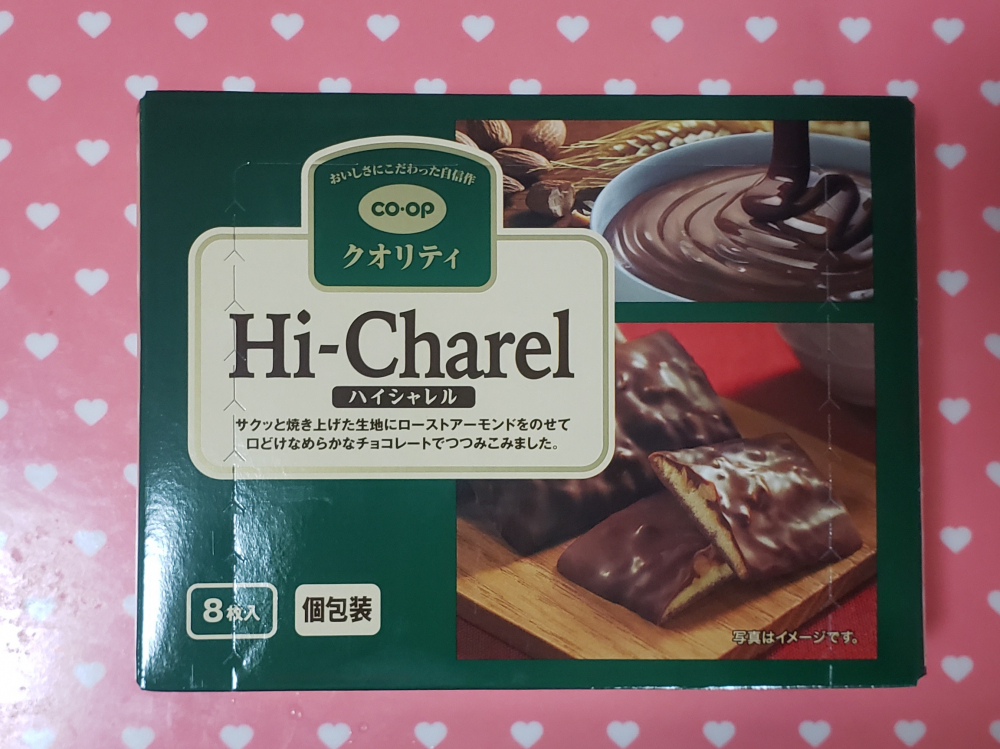 おいしさにこだわった自信作
CO·OP
クオリティ
Hi-Charel
ハイシャレル
サクッと焼き上げた生地にローストアーモンドをのせて
口どけなめらかなチョコレートでつつみこみました。
8枚入
個包装
写真はイメージです。